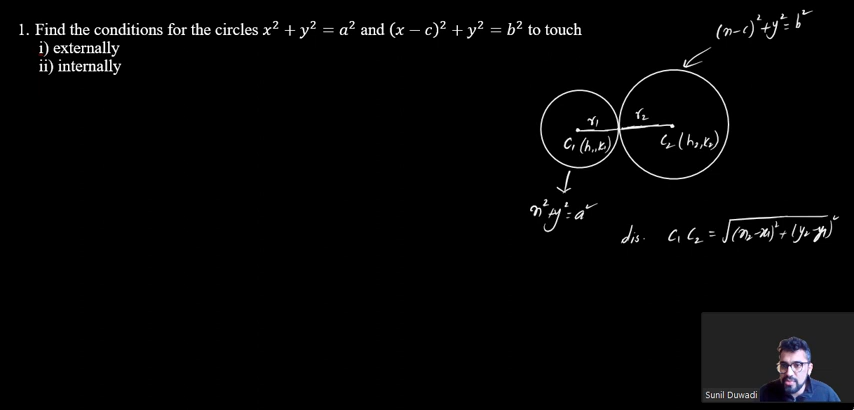 1. Find the conditions for the circles x² + y² = a² and (x − c)² + y² = b² to touch
i) externally
ii) internally
(x-c)²+y²=b²
r₁
r₂
C₁(h₁,k₁)
C₂(h₂,k₂)
x²+y²=a²
dis. C₁C₂ = √(x₂-x₁)²+(y₂-y₁)²
Sunil Duwadi